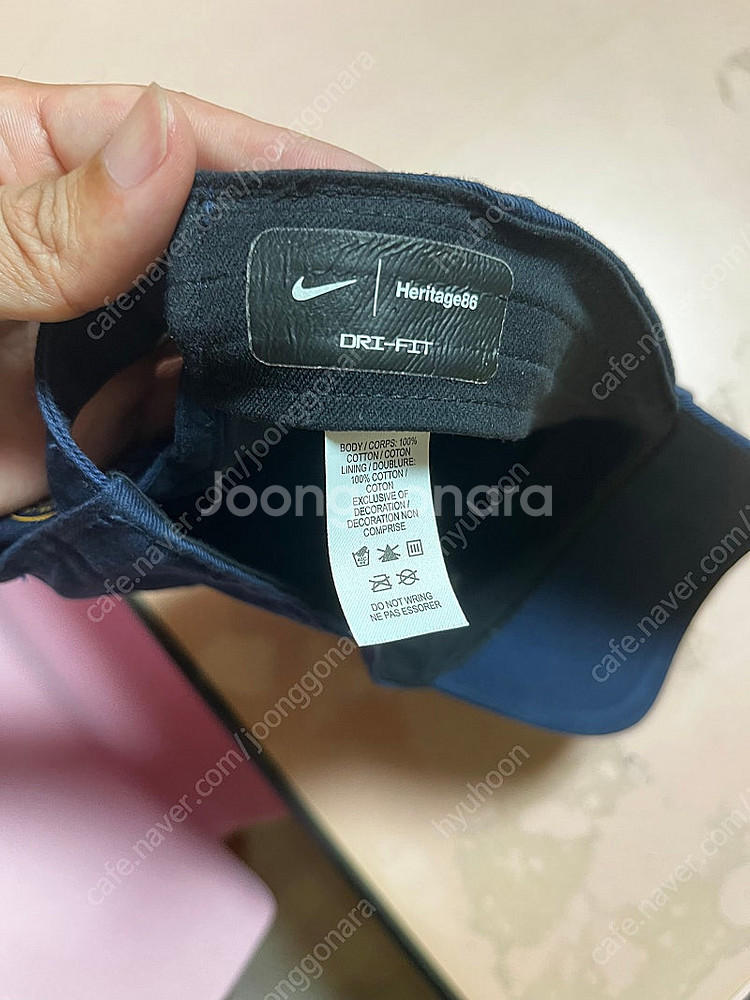 Heritage86
DRI-FIT
BODY / CORPS: 100%
COTTON / COTON
LINING / DOUBLURE:
100% COTTON /
COTON
EXCLUSIVE OF
DECORATION /
DECORATION NON
COMPRISE
DO NOT WRING
NE PAS ESSORER
Joonggonara
cafe.naver.com/joonggonara
hyuhoon